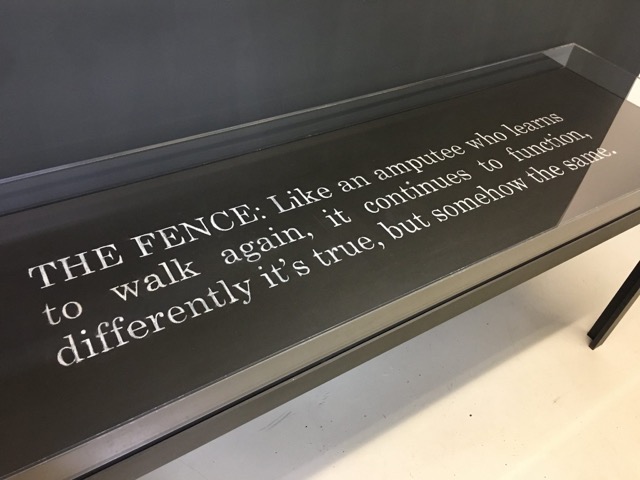 THE FENCE: Like an amputee who learns
to walk again, it continues to function,
differently it's true, but somehow the same.